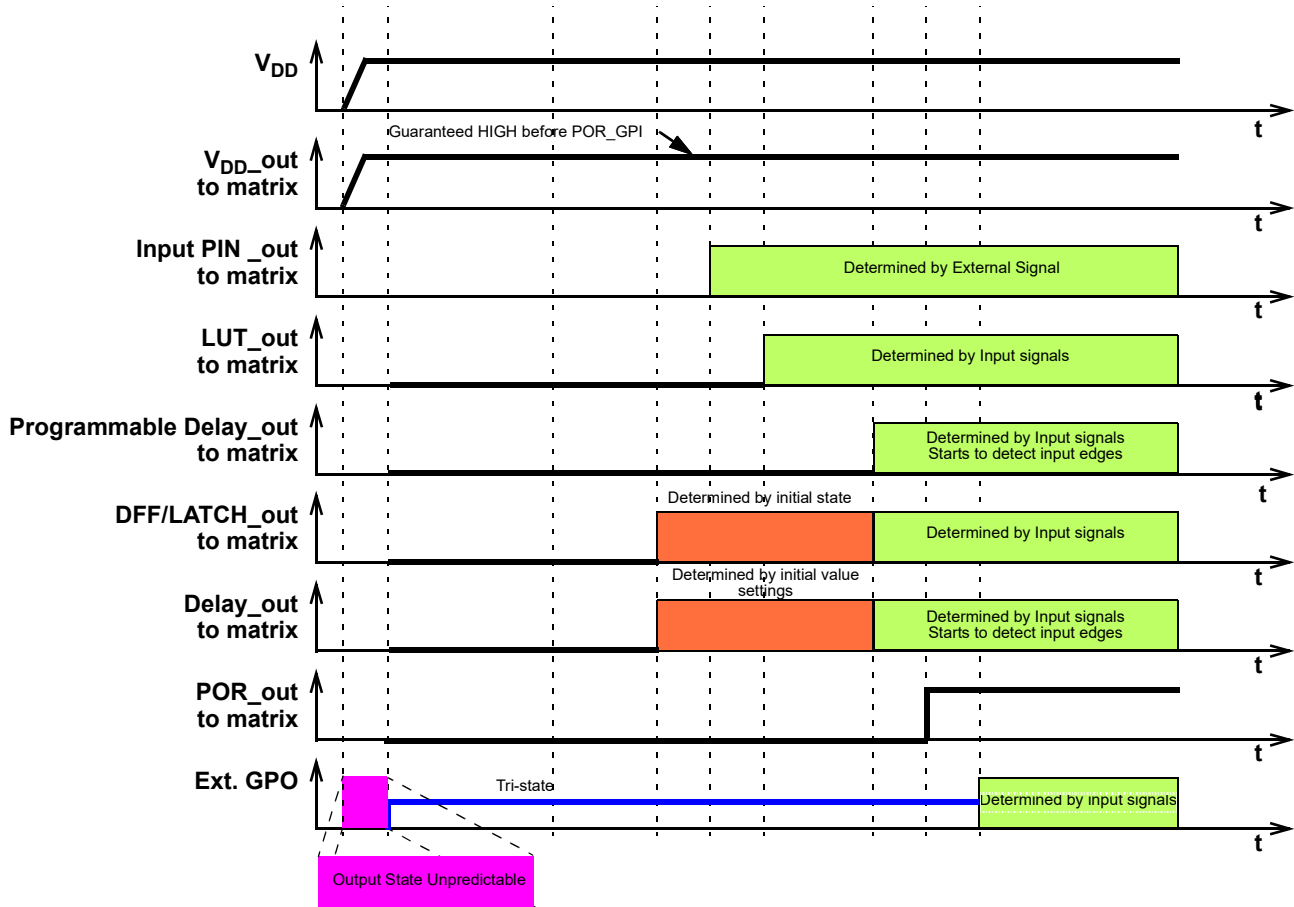 VDD
t
Guaranteed HIGH before POR_GPI
VDD_out
to matrix
t
Input PIN _out
to matrix
Determined by External Signal
t
LUT_out
to matrix
Determined by Input signals
t
Programmable Delay_out
to matrix
Determined by Input signals
Starts to detect input edges
t
Determined by initial state
DFF/LATCH_out
to matrix
Determined by Input signals
t
Determined by initial value
settings
Delay_out
to matrix
Determined by Input signals
Starts to detect input edges
t
POR_out
to matrix
t
Ext. GPO
Tri-state
Determined by input signals
t
Output State Unpredictable